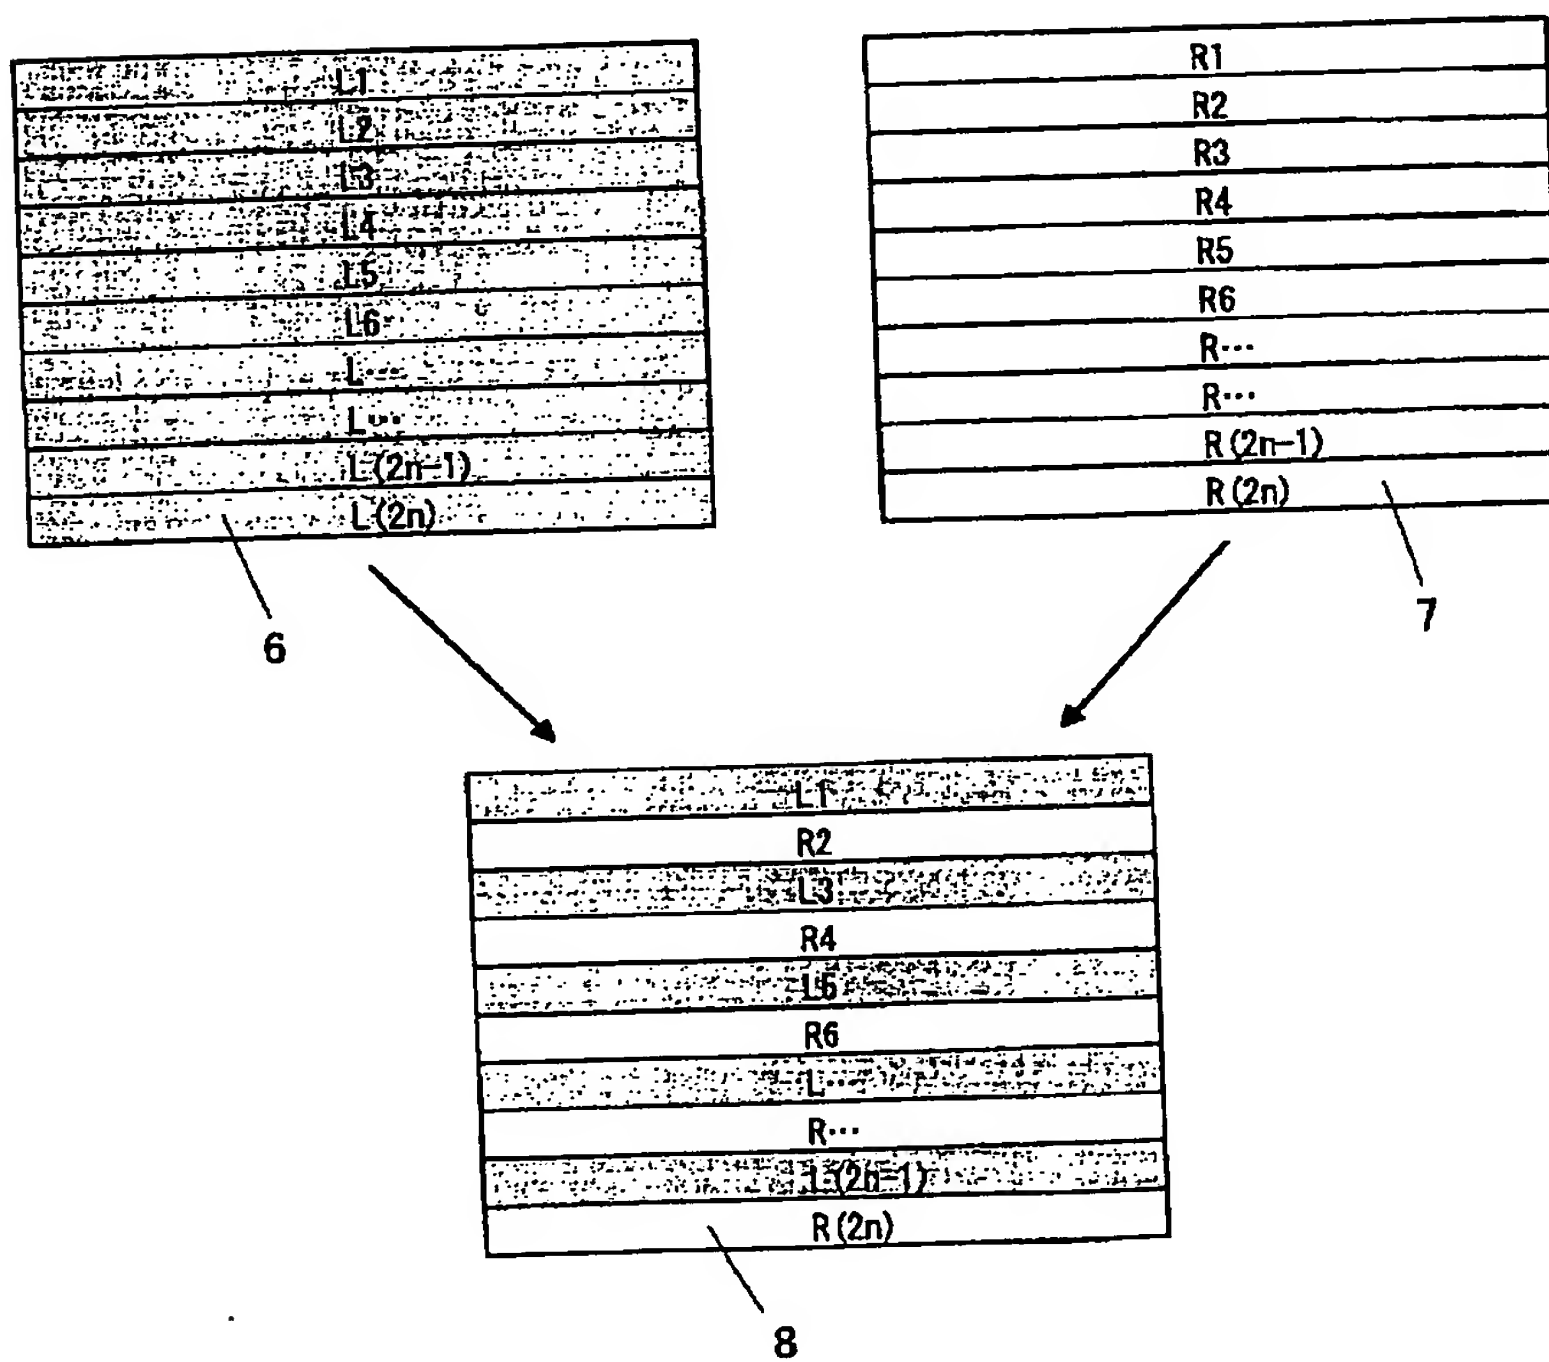 L1
L2
L3
L4
L5
L6
L…
L…
L(2n-1)
L(2n)
6
R1
R2
R3
R4
R5
R6
R…
R…
R(2n-1)
R(2n)
7
L1
R2
L3
R4
L5
R6
L…
R…
L(2n-1)
R(2n)
8